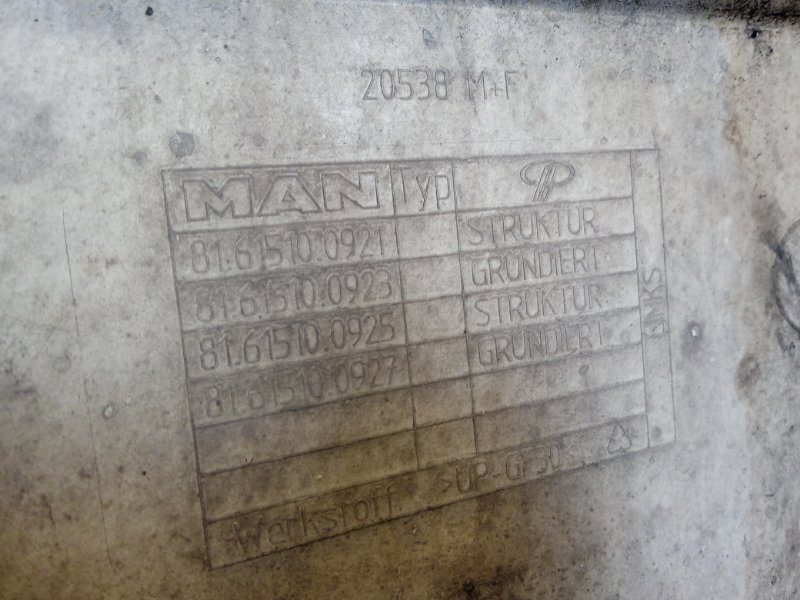 20538 M+F
MAN Typ
81.61510.0921 STRUKTUR
81.61510.0923 GRUNDIERT
81.61510.0925 STRUKTUR
81.61510.0927 GRUNDIERT
LINKS
Werkstoff: >UP-GF30<